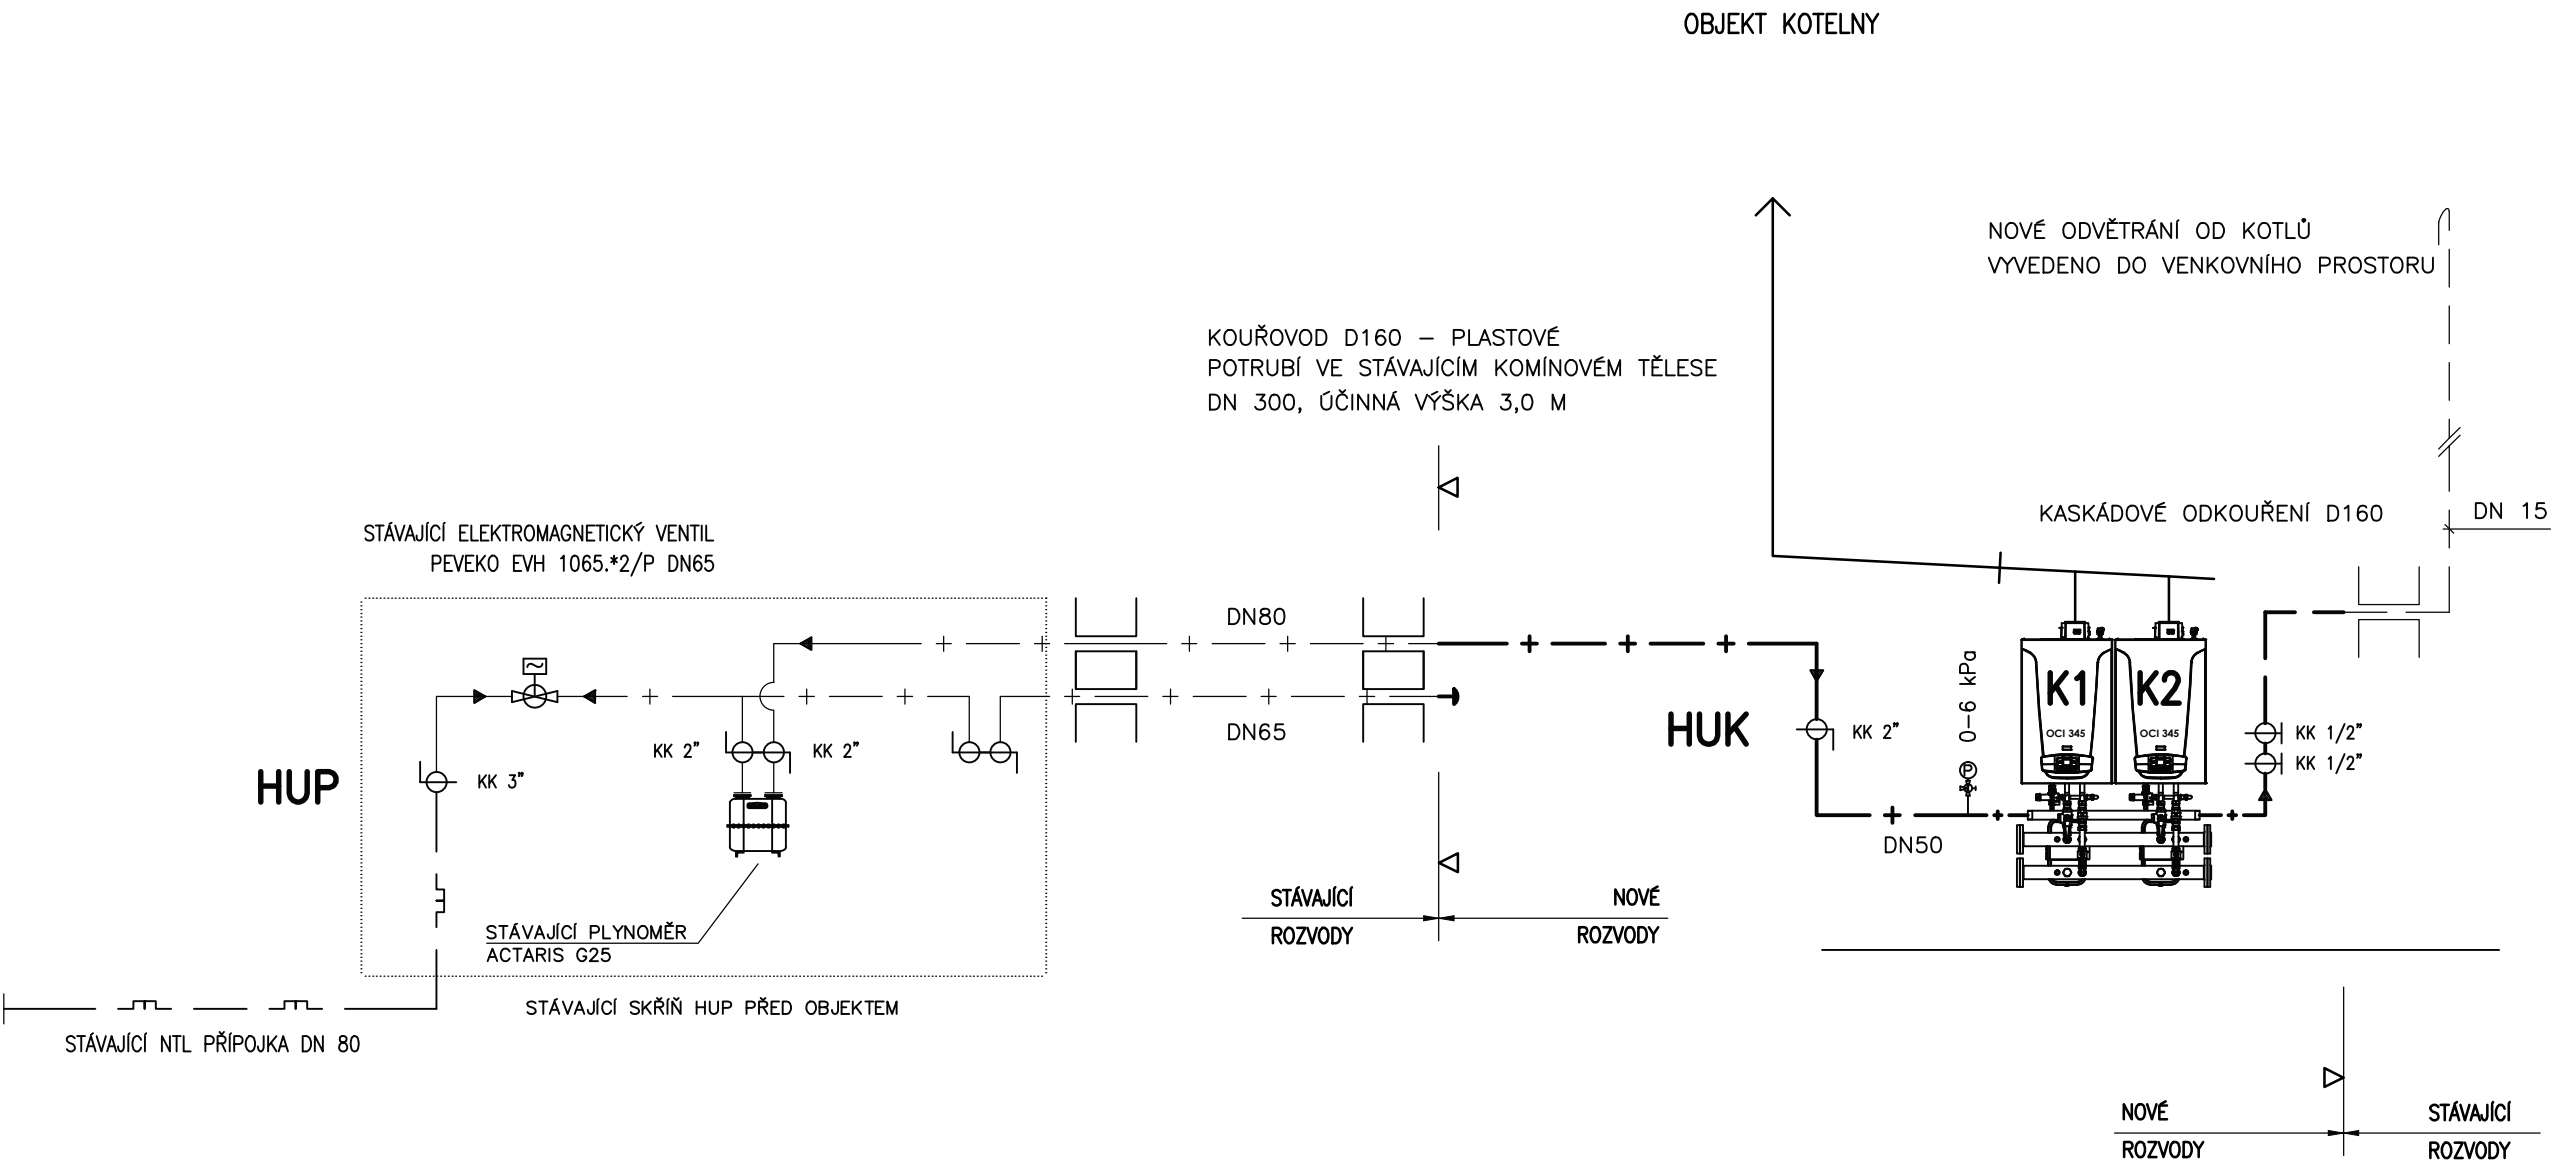 OBJEKT KOTELNY
NOVÉ ODVĚTRÁNÍ OD KOTLŮ
VYVEDENO DO VENKOVNÍHO PROSTORU
KOUŘOVOD D160 – PLASTOVÉ
POTRUBÍ VE STÁVAJÍCÍM KOMÍNOVÉM TĚLESE
DN 300, ÚČINNÁ VÝŠKA 3,0 M
KASKÁDOVÉ ODKOUŘENÍ D160
DN 15
STÁVAJÍCÍ ELEKTROMAGNETICKÝ VENTIL
PEVEKO EVH 1065.*2/P DN65
DN80
DN65
HUP
KK 3"
KK 2"
KK 2"
STÁVAJÍCÍ PLYNOMĚR
ACTARIS G25
STÁVAJÍCÍ SKŘÍŇ HUP PŘED OBJEKTEM
STÁVAJÍCÍ NTL PŘÍPOJKA DN 80
HUK
KK 2"
0–6 kPa
P
DN50
K1
K2
OCI 345
OCI 345
KK 1/2"
KK 1/2"
STÁVAJÍCÍ
ROZVODY
NOVÉ
ROZVODY
NOVÉ
ROZVODY
STÁVAJÍCÍ
ROZVODY